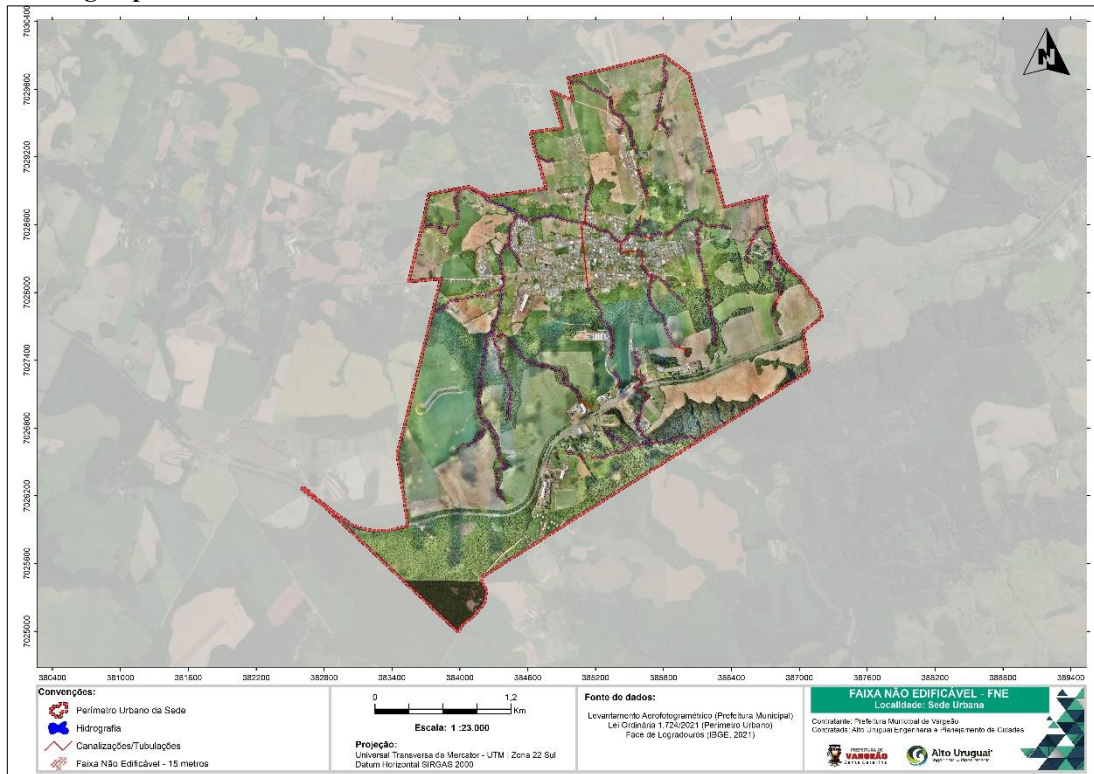 7030400
7029800
7029200
7028600
7028000
7027400
7026800
7026200
7025600
7025000
N
380400 381000 381600 382200 382800 383400 384000 384600 385200 385800 386400 387000 387600 388200 388800 389400
Convenções:
Perímetro Urbano da Sede
Hidrografia
Canalizações/Tubulações
Faixa Não Edificável - 15 metros
0 1,2
Km
Escala: 1 :23.000
Projeção:
Universal Transversa de Mercator - UTM | Zona 22 Sul
Datum Horizontal SIRGAS 2000
Fonte de dados:
Levantamento Aerofotogramétrico (Prefeitura Municipal)
Lei Ordinária 1.724/2021 (Perímetro Urbano)
Face de Logradouros (IBGE, 2021)
FAIXA NÃO EDIFICÁVEL - FNE
Localidade: Sede Urbana
Contratante: Prefeitura Municipal de Vargeão
Contratada: Alto Uruguai Engenharia e Planejamento de Cidades
PREFEITURA DE
VARGEÃO
SANTA CATARINA
Alto Uruguai